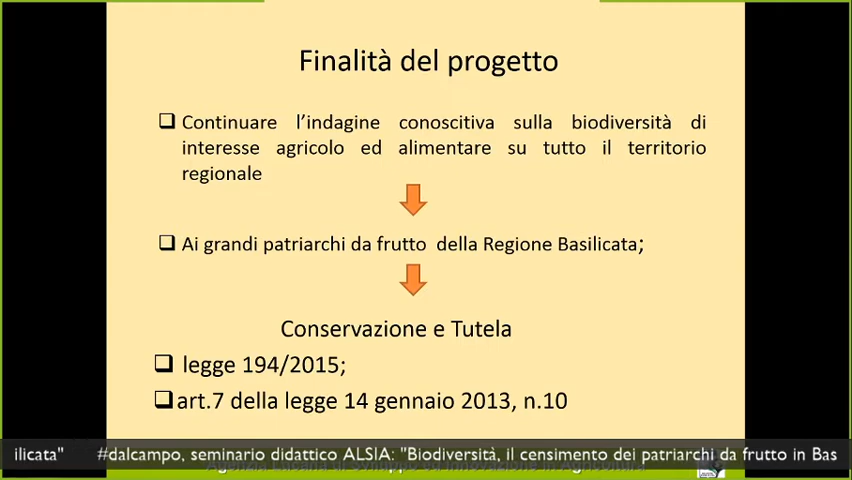 Finalità del progetto
❑ Continuare l’indagine conoscitiva sulla biodiversità di
interesse agricolo ed alimentare su tutto il territorio
regionale
❑ Ai grandi patriarchi da frutto della Regione Basilicata;
Conservazione e Tutela
❑ legge 194/2015;
❑ art.7 della legge 14 gennaio 2013, n.10
ilicata" #dalcampo, seminario didattico ALSIA: "Biodiversità, il censimento dei patriarchi da frutto in Bas